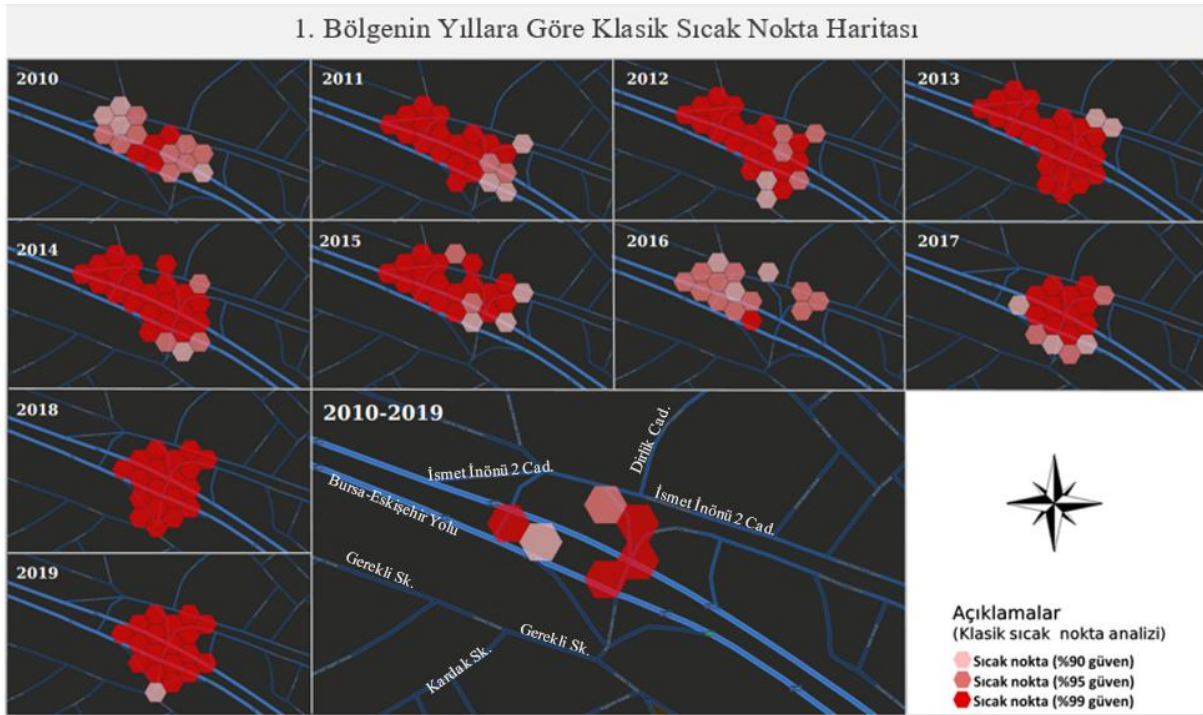 1. Bölgenin Yıllara Göre Klasik Sıcak Nokta Haritası
2010
2011
2012
2013
2014
2015
2016
2017
2018
2010-2019
Dirlik Cad.
İsmet İnönü 2 Cad.
İsmet İnönü 2 Cad.
Bursa-Eskişehir Yolu
Gerekli Sk.
Gerekli Sk.
Kardak Sk.
2019
Açıklamalar
(Klasik sıcak nokta analizi)
Sıcak nokta (%90 güven)
Sıcak nokta (%95 güven)
Sıcak nokta (%99 güven)